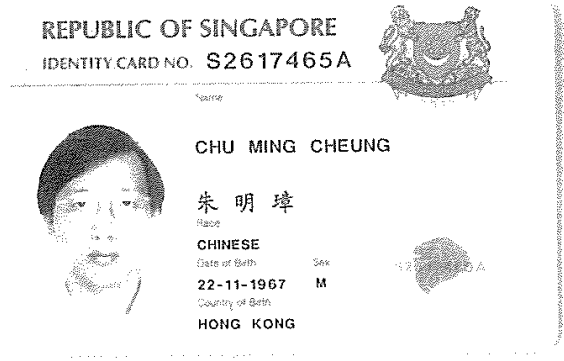 REPUBLIC OF SINGAPORE
IDENTITY CARD NO. S2617465A
Name
CHU MING CHEUNG
朱明璋
Race
CHINESE
Date of Birth Sex
22-11-1967 M
Country of Birth
HONG KONG